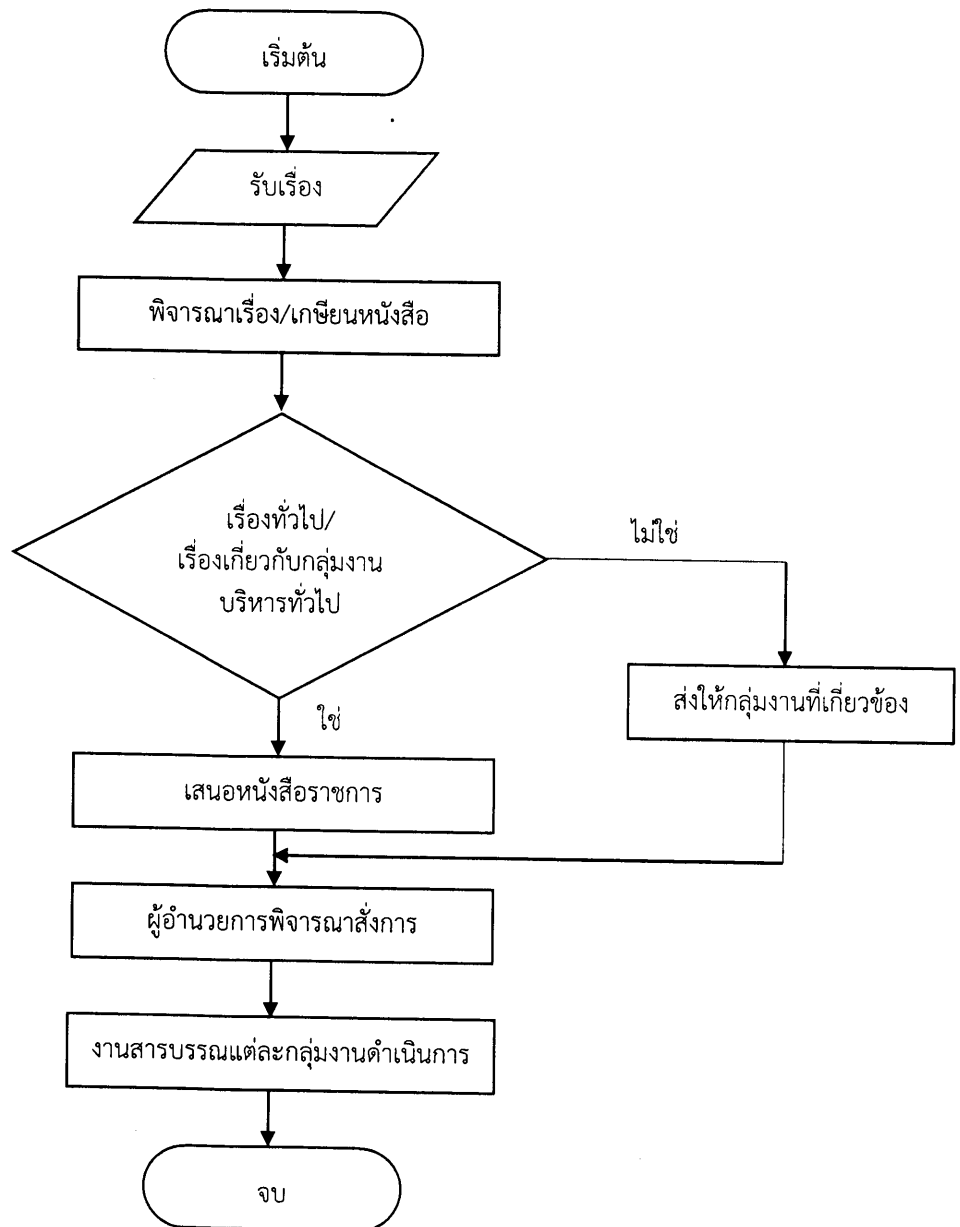 เริ่มต้น
รับเรื่อง
พิจารณาเรื่อง/เกษียนหนังสือ
เรื่องทั่วไป/
เรื่องเกี่ยวกับกลุ่มงาน
บริหารทั่วไป
ไม่ใช่
ส่งให้กลุ่มงานที่เกี่ยวข้อง
ใช่
เสนอหนังสือราชการ
ผู้อำนวยการพิจารณาสั่งการ
งานสารบรรณแต่ละกลุ่มงานดำเนินการ
จบ